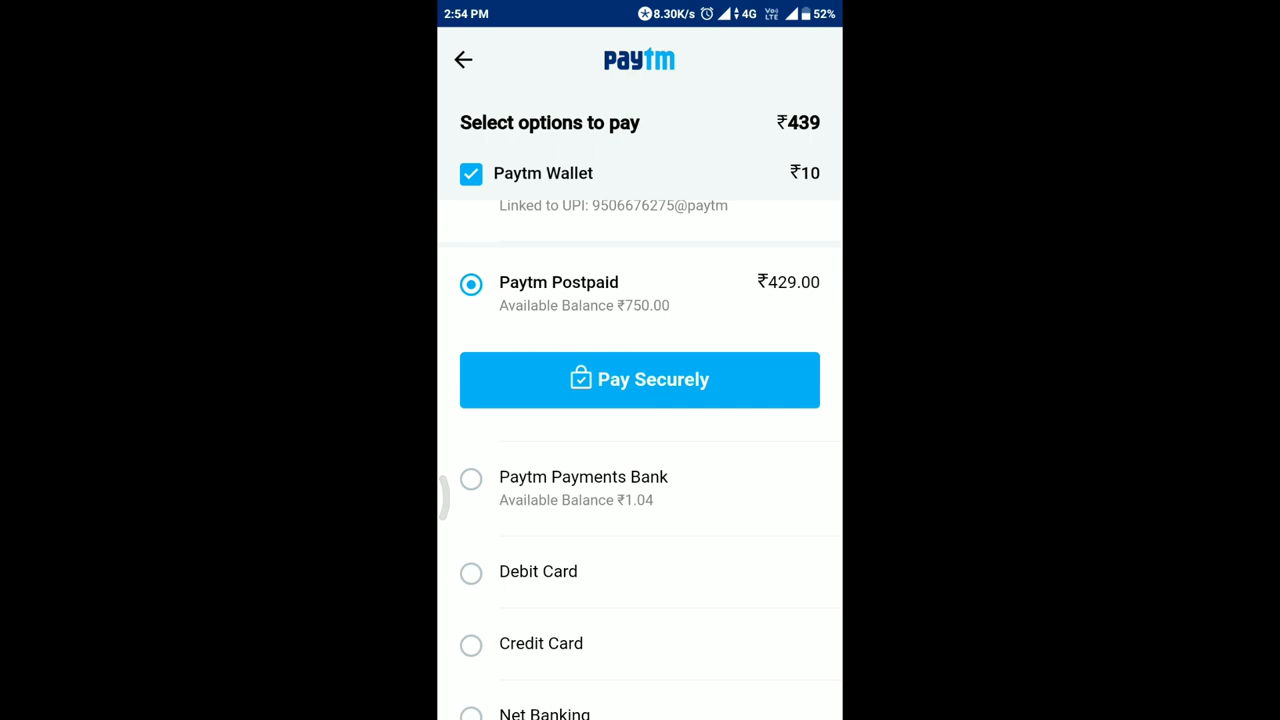 2:54 PM 8.30K/s 4G VoLTE 52%
paytm
Select options to pay ₹439
Paytm Wallet ₹10
Linked to UPI: 9506676275@paytm
Paytm Postpaid ₹429.00
Available Balance ₹750.00
Pay Securely
Paytm Payments Bank
Available Balance ₹1.04
Debit Card
Credit Card
Net Banking